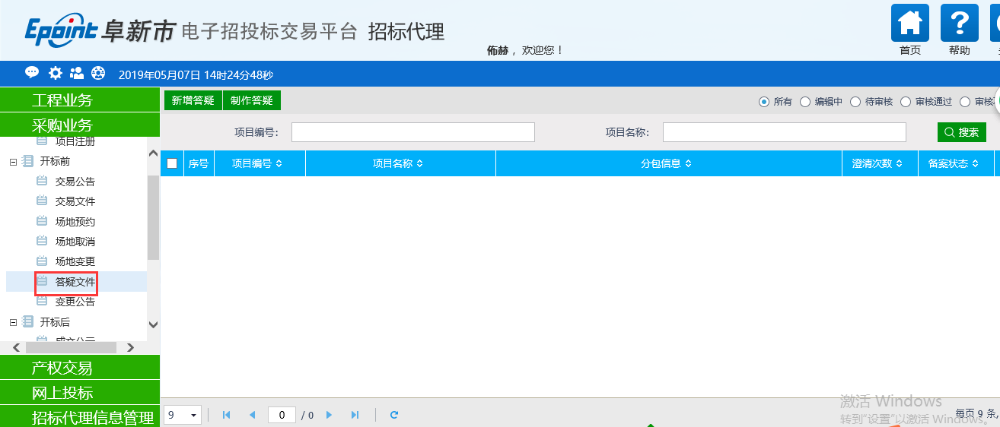 Epoint 阜新市 电子招投标交易平台 招标代理
㑇赫 ，欢迎您！
首页
帮助
2019年05月07日 14时24分48秒
工程业务
采购业务
项目注册
开标前
交易公告
交易文件
场地预约
场地取消
场地变更
答疑文件
变更公告
开标后
产权交易
网上投标
招标代理信息管理
新增答疑 制作答疑
所有 编辑中 待审核 审核通过 审核
项目编号： 项目名称： 搜索
序号 项目编号 项目名称 分包信息 澄清次数 备案状态
9 0 / 0 每页 9 条,
激活 Windows
转到"设置"以激活 Windows。